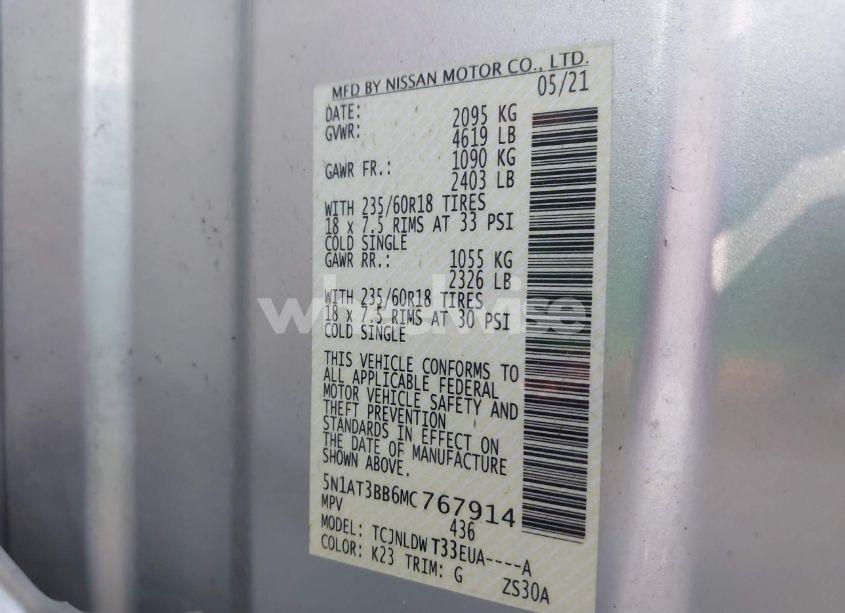 MFD BY NISSAN MOTOR CO., LTD.
DATE: 05/21
GVWR: 2095 KG
4619 LB
GAWR FR.: 1090 KG
2403 LB
WITH 235/60R18 TIRES
18 x 7.5 RIMS AT 33 PSI
COLD SINGLE
GAWR RR.: 1055 KG
2326 LB
WITH 235/60R18 TIRES
18 x 7.5 RIMS AT 30 PSI
COLD SINGLE
THIS VEHICLE CONFORMS TO
ALL APPLICABLE FEDERAL
MOTOR VEHICLE SAFETY AND
THEFT PREVENTION
STANDARDS IN EFFECT ON
THE DATE OF MANUFACTURE
SHOWN ABOVE.
5N1AT3BB6MC767914
MPV 436
MODEL: TCJNLDW T33EUA----A
COLOR: K23 TRIM: G ZS30A